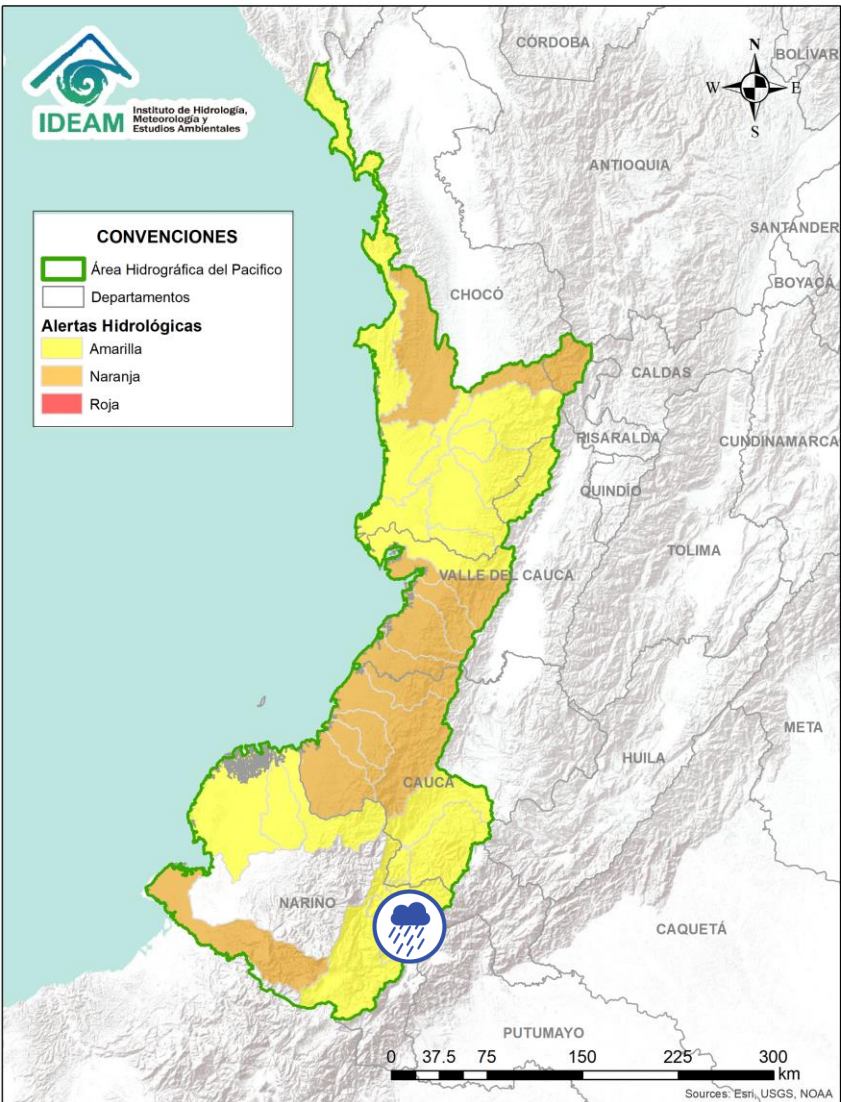 IDEAM
Instituto de Hidrología,
Meteorología y
Estudios Ambientales
N
W
E
S
CÓRDOBA
BOLÍVAR
ANTIOQUIA
SANTANDER
BOYACÁ
CHOCÓ
CALDAS
RISARALDA
CUNDINAMARCA
QUINDÍO
TOLIMA
VALLE DEL CAUCA
META
HUILA
CAUCA
NARIÑO
CAQUETÁ
PUTUMAYO
CONVENCIONES
Área Hidrográfica del Pacifico
Departamentos
Alertas Hidrológicas
Amarilla
Naranja
Roja
0 37.5 75 150 225 300
km
Sources: Esri, USGS, NOAA